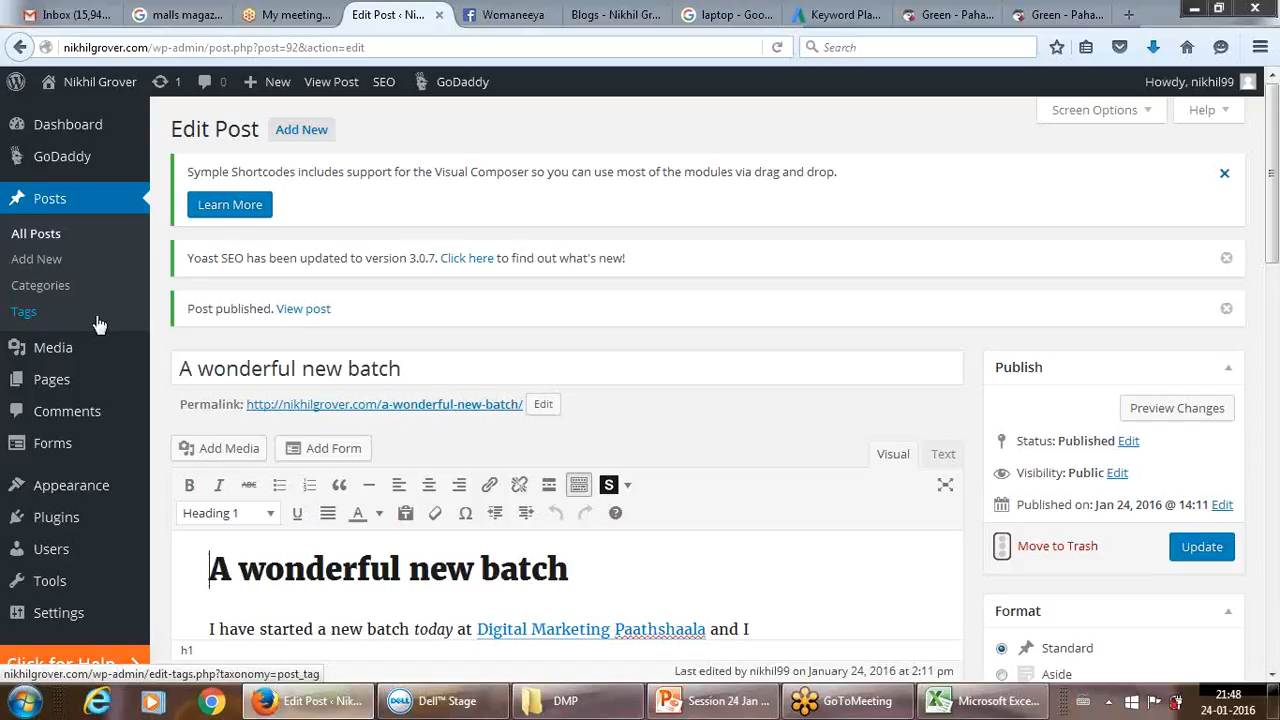 Inbox (15,94...
malls magaz...
My meeting...
Edit Post ‹ Ni...
Womaneeya
Blogs - Nikhil Gr...
laptop - Goo...
Keyword Pla...
Green - Paha...
Green - Paha...
nikhilgrover.com/wp-admin/post.php?post=92&action=edit
Search
Nikhil Grover
1
0
New
View Post
SEO
GoDaddy
Howdy, nikhil99
Dashboard
GoDaddy
Posts
All Posts
Add New
Categories
Tags
Media
Pages
Comments
Forms
Appearance
Plugins
Users
Tools
Settings
Click for Help
Edit Post
Add New
Screen Options
Help
Symple Shortcodes includes support for the Visual Composer so you can use most of the modules via drag and drop.
Learn More
Yoast SEO has been updated to version 3.0.7. Click here to find out what's new!
Post published. View post
A wonderful new batch
Permalink: http://nikhilgrover.com/a-wonderful-new-batch/ Edit
Add Media
Add Form
Visual
Text
B I ABC
S
Heading 1
U
A
A wonderful new batch
I have started a new batch today at Digital Marketing Paathshaala and I
h1
Last edited by nikhil99 on January 24, 2016 at 2:11 pm
Publish
Preview Changes
Status: Published Edit
Visibility: Public Edit
Published on: Jan 24, 2016 @ 14:11 Edit
Move to Trash
Update
Format
Standard
Aside
nikhilgrover.com/wp-admin/edit-tags.php?taxonomy=post_tag
Edit Post ‹ Nik...
Dell™ Stage
DMP
Session 24 Jan ...
GoToMeeting
Microsoft Exce...
21:48
24-01-2016